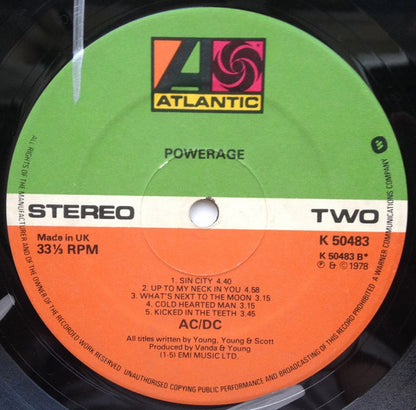 ATLANTIC
POWERAGE
STEREO TWO
Made in UK
33⅓ RPM
K 50483
K 50483 B*
℗ & © 1978
1. SIN CITY 4.40
2. UP TO MY NECK IN YOU 4.58
3. WHAT'S NEXT TO THE MOON 3.15
4. COLD HEARTED MAN 3.15
5. KICKED IN THE TEETH 3.45
AC/DC
All titles written by Young, Young & Scott
Produced by Vanda & Young
(1-5) EMI MUSIC LTD.
ALL RIGHTS OF THE MANUFACTURER AND OF THE OWNER OF THE RECORDED WORK RESERVED. UNAUTHORISED COPYING PUBLIC PERFORMANCE AND BROADCASTING OF THIS RECORD PROHIBITED. A WARNER COMMUNICATIONS COMPANY.